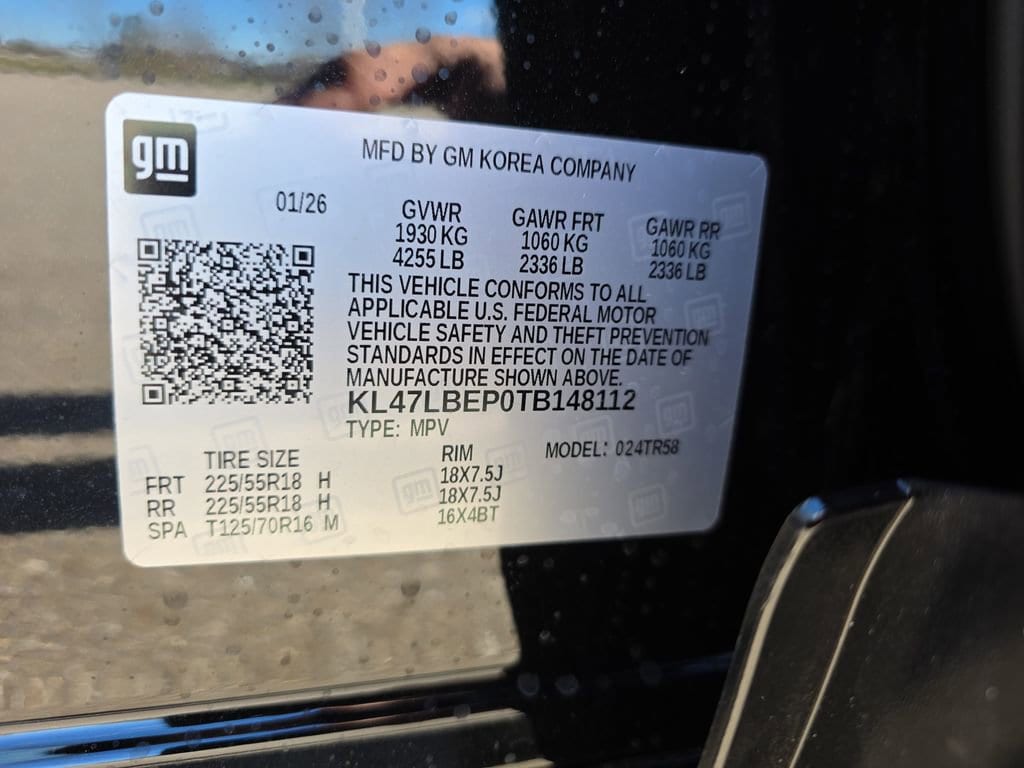 gm
MFD BY GM KOREA COMPANY
01/26
GVWR GAWR FRT GAWR RR
1930 KG 1060 KG 1060 KG
4255 LB 2336 LB 2336 LB
THIS VEHICLE CONFORMS TO ALL
APPLICABLE U.S. FEDERAL MOTOR
VEHICLE SAFETY AND THEFT PREVENTION
STANDARDS IN EFFECT ON THE DATE OF
MANUFACTURE SHOWN ABOVE.
KL47LBEP0TB148112
TYPE: MPV
TIRE SIZE RIM MODEL: 024TR58
FRT 225/55R18 H 18X7.5J
RR 225/55R18 H 18X7.5J
SPA T125/70R16 M 16X4BT